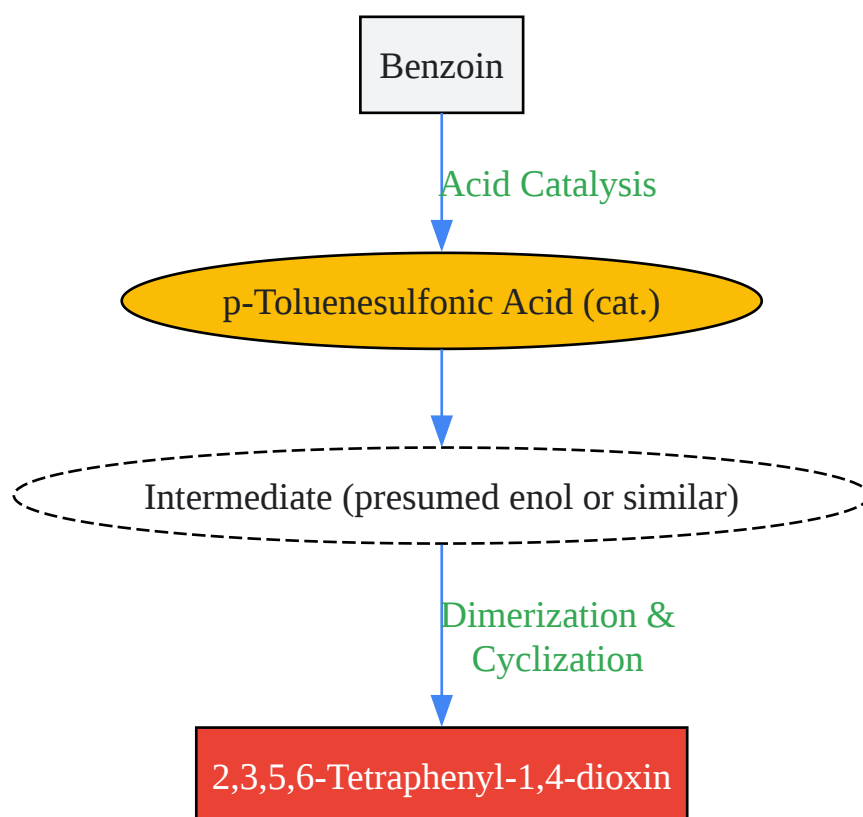 Benzoin
Acid Catalysis
p-Toluenesulfonic Acid (cat.)
Intermediate (presumed enol or similar)
Dimerization &
Cyclization
2,3,5,6-Tetraphenyl-1,4-dioxin